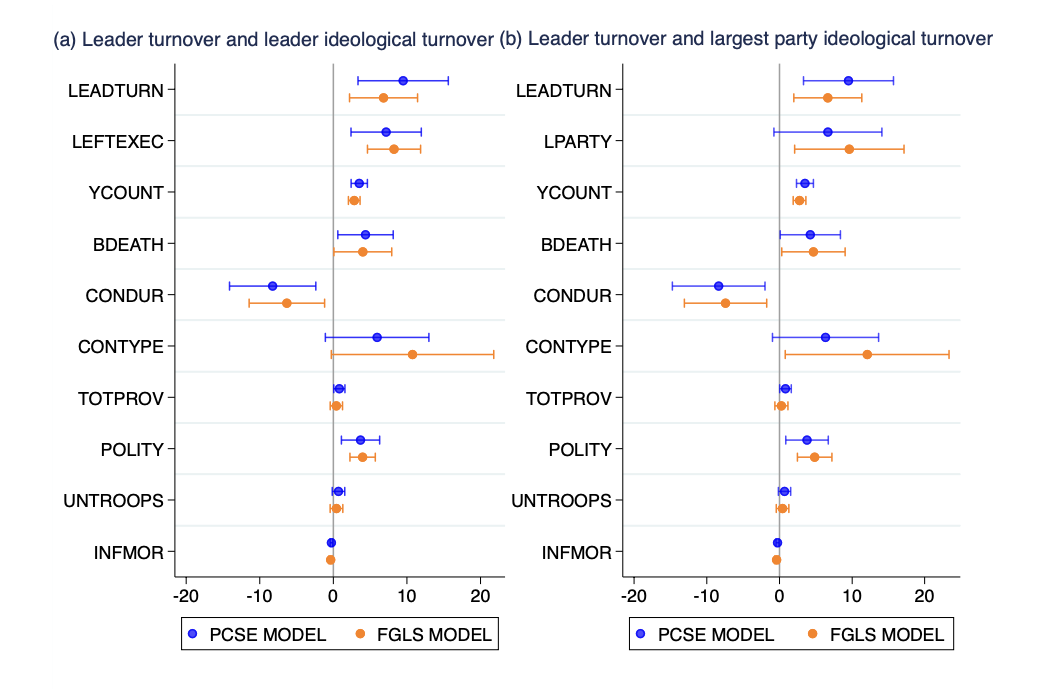 (a) Leader turnover and leader ideological turnover
LEADTURN
LEFTEXEC
YCOUNT
BDEATH
CONDUR
CONTYPE
TOTPROV
POLITY
UNTROOPS
INFMOR
-20 -10 0 10 20
PCSE MODEL FGLS MODEL
(b) Leader turnover and largest party ideological turnover
LEADTURN
LPARTY
YCOUNT
BDEATH
CONDUR
CONTYPE
TOTPROV
POLITY
UNTROOPS
INFMOR
-20 -10 0 10 20
PCSE MODEL FGLS MODEL